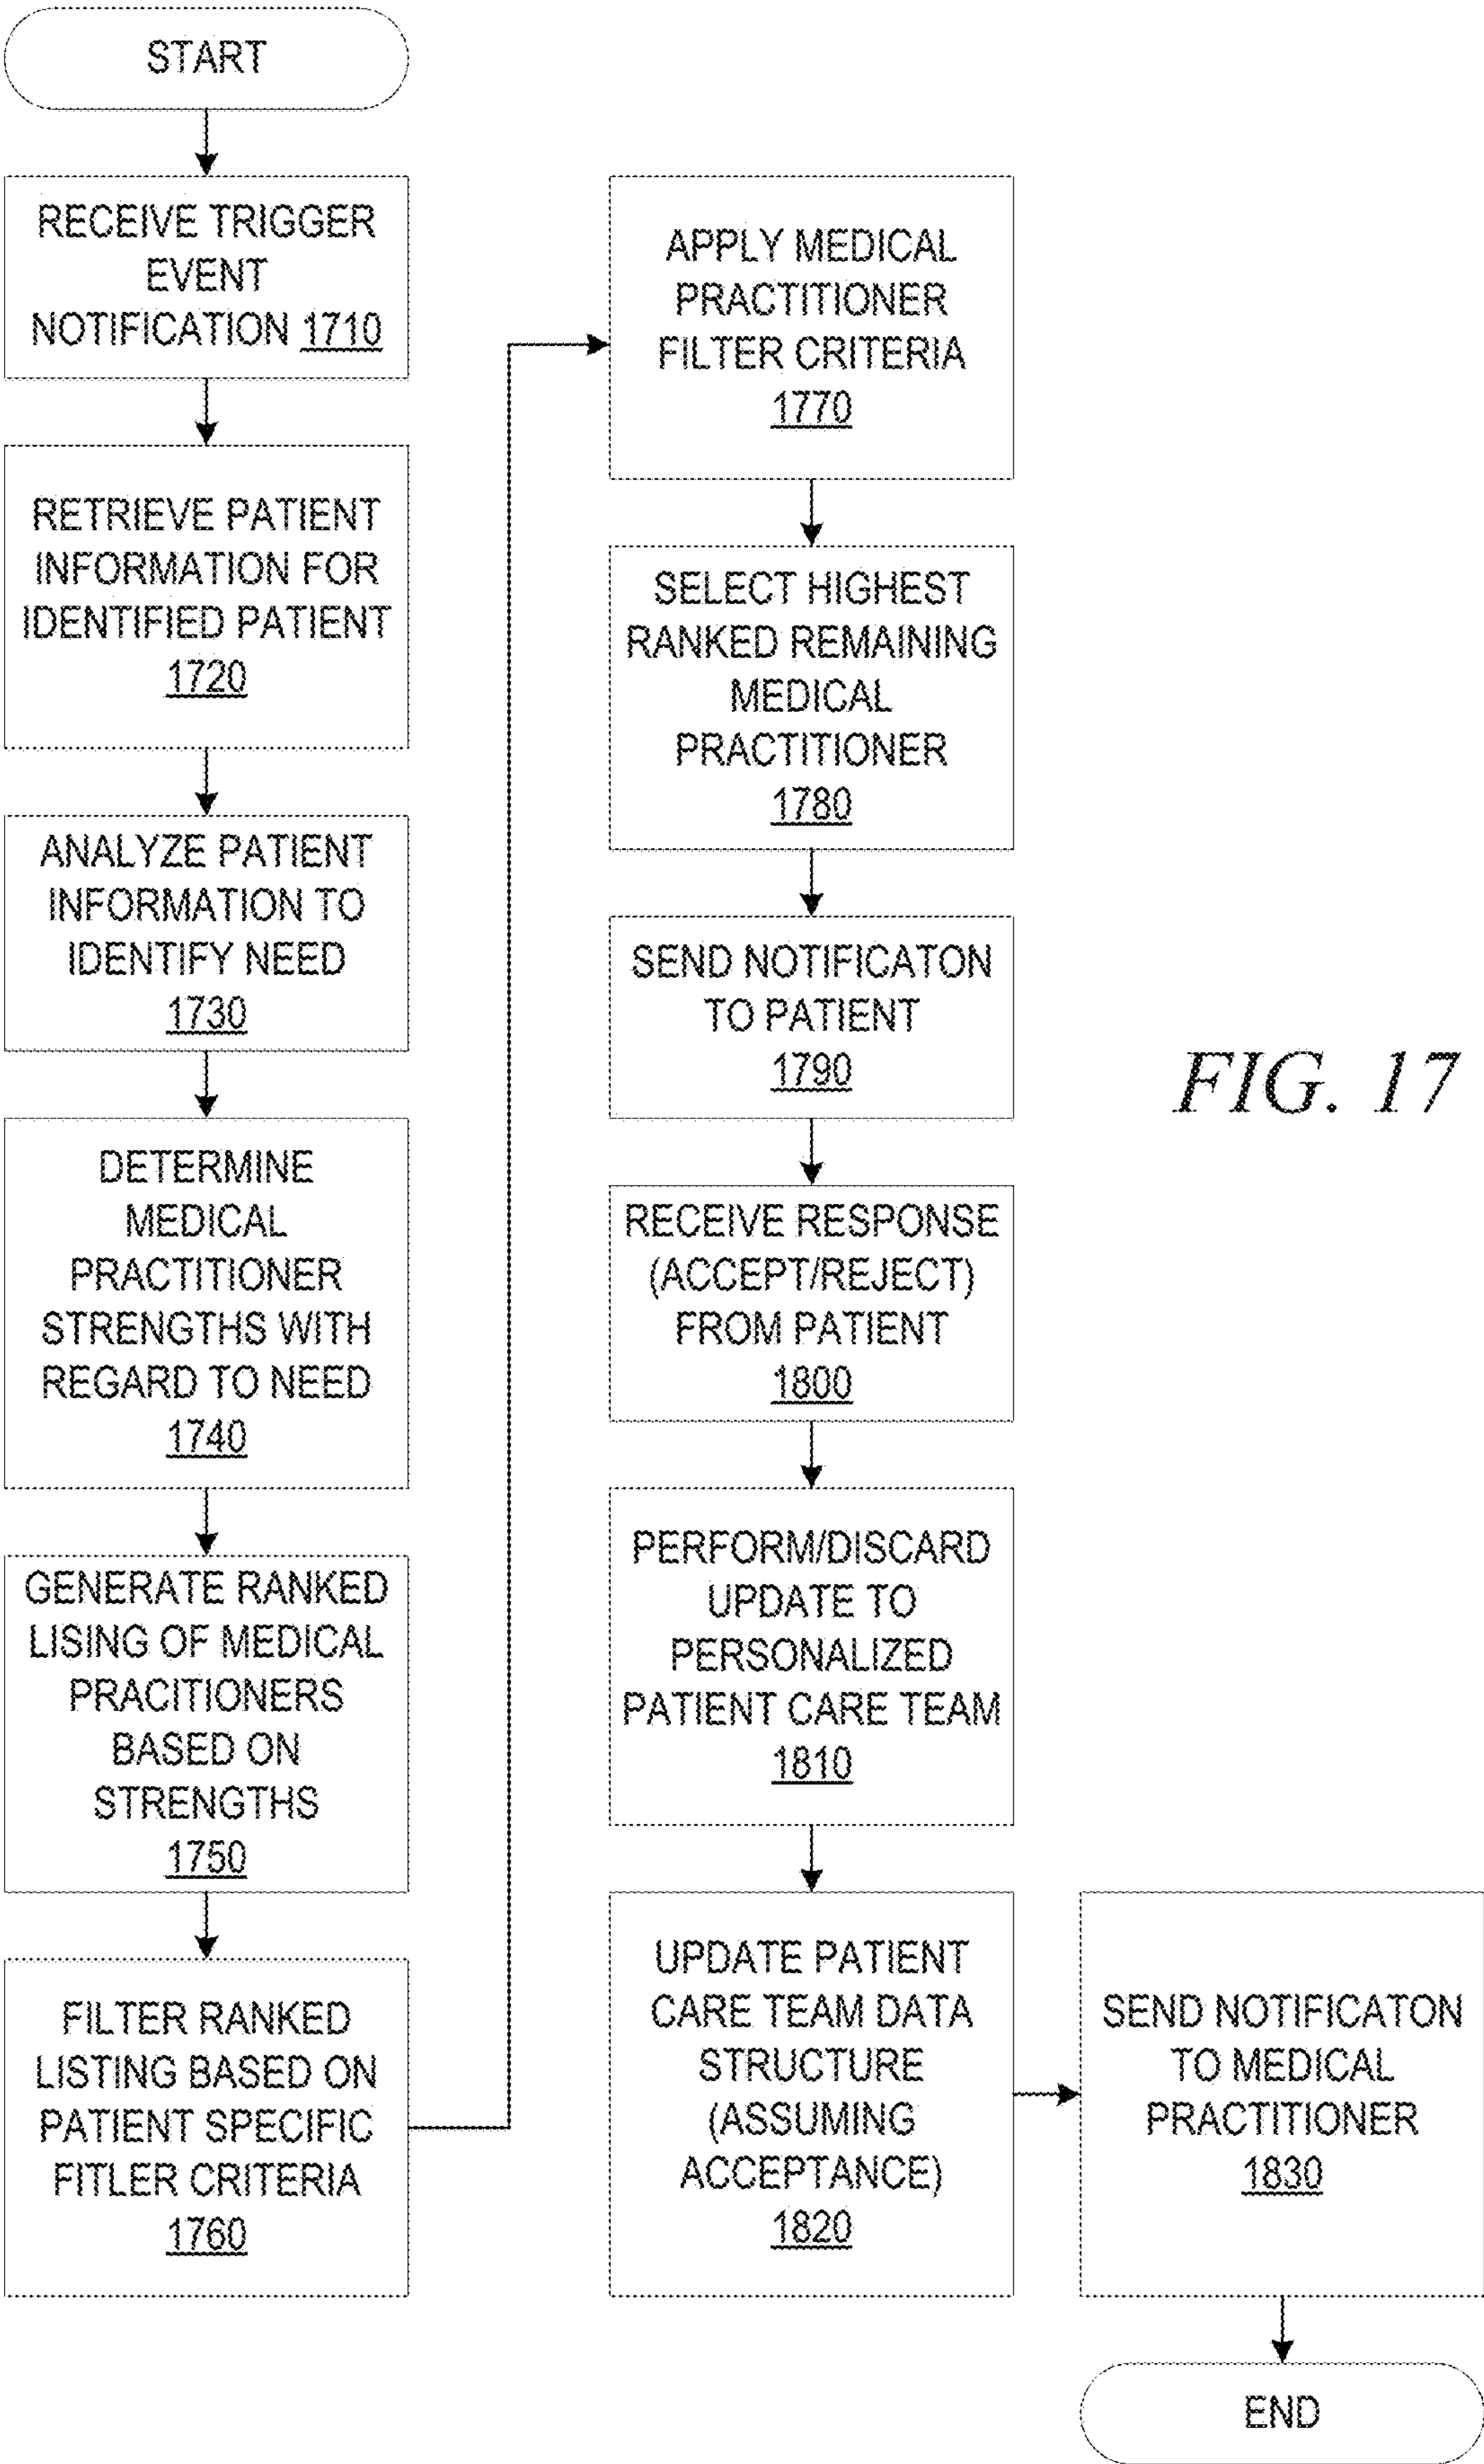 START
RECEIVE TRIGGER
EVENT
NOTIFICATION 1710
RETRIEVE PATIENT
INFORMATION FOR
IDENTIFIED PATIENT
1720
ANALYZE PATIENT
INFORMATION TO
IDENTIFY NEED
1730
DETERMINE
MEDICAL
PRACTITIONER
STRENGTHS WITH
REGARD TO NEED
1740
GENERATE RANKED
LISING OF MEDICAL
PRACITIONERS
BASED ON
STRENGTHS
1750
FILTER RANKED
LISTING BASED ON
PATIENT SPECIFIC
FITLER CRITERIA
1760
APPLY MEDICAL
PRACTITIONER
FILTER CRITERIA
1770
SELECT HIGHEST
RANKED REMAINING
MEDICAL
PRACTITIONER
1780
SEND NOTIFICATON
TO PATIENT
1790
RECEIVE RESPONSE
(ACCEPT/REJECT)
FROM PATIENT
1800
PERFORM/DISCARD
UPDATE TO
PERSONALIZED
PATIENT CARE TEAM
1810
UPDATE PATIENT
CARE TEAM DATA
STRUCTURE
(ASSUMING
ACCEPTANCE)
1820
SEND NOTIFICATON
TO MEDICAL
PRACTITIONER
1830
END
FIG. 17